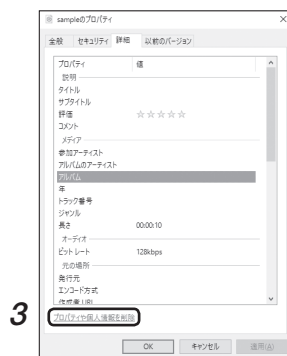 sampleのプロパティ
全般 セキュリティ 詳細 以前のバージョン
プロパティ 値
説明
タイトル
サブタイトル
評価 ☆☆☆☆☆
コメント
メディア
参加アーティスト
アルバムのアーティスト
アルバム
年
トラック番号
ジャンル
長さ 00:00:10
オーディオ
ビット レート 128kbps
元の場所
発行元
エンコード方式
作成者 URL
3
プロパティや個人情報を削除
OK キャンセル 適用(A)